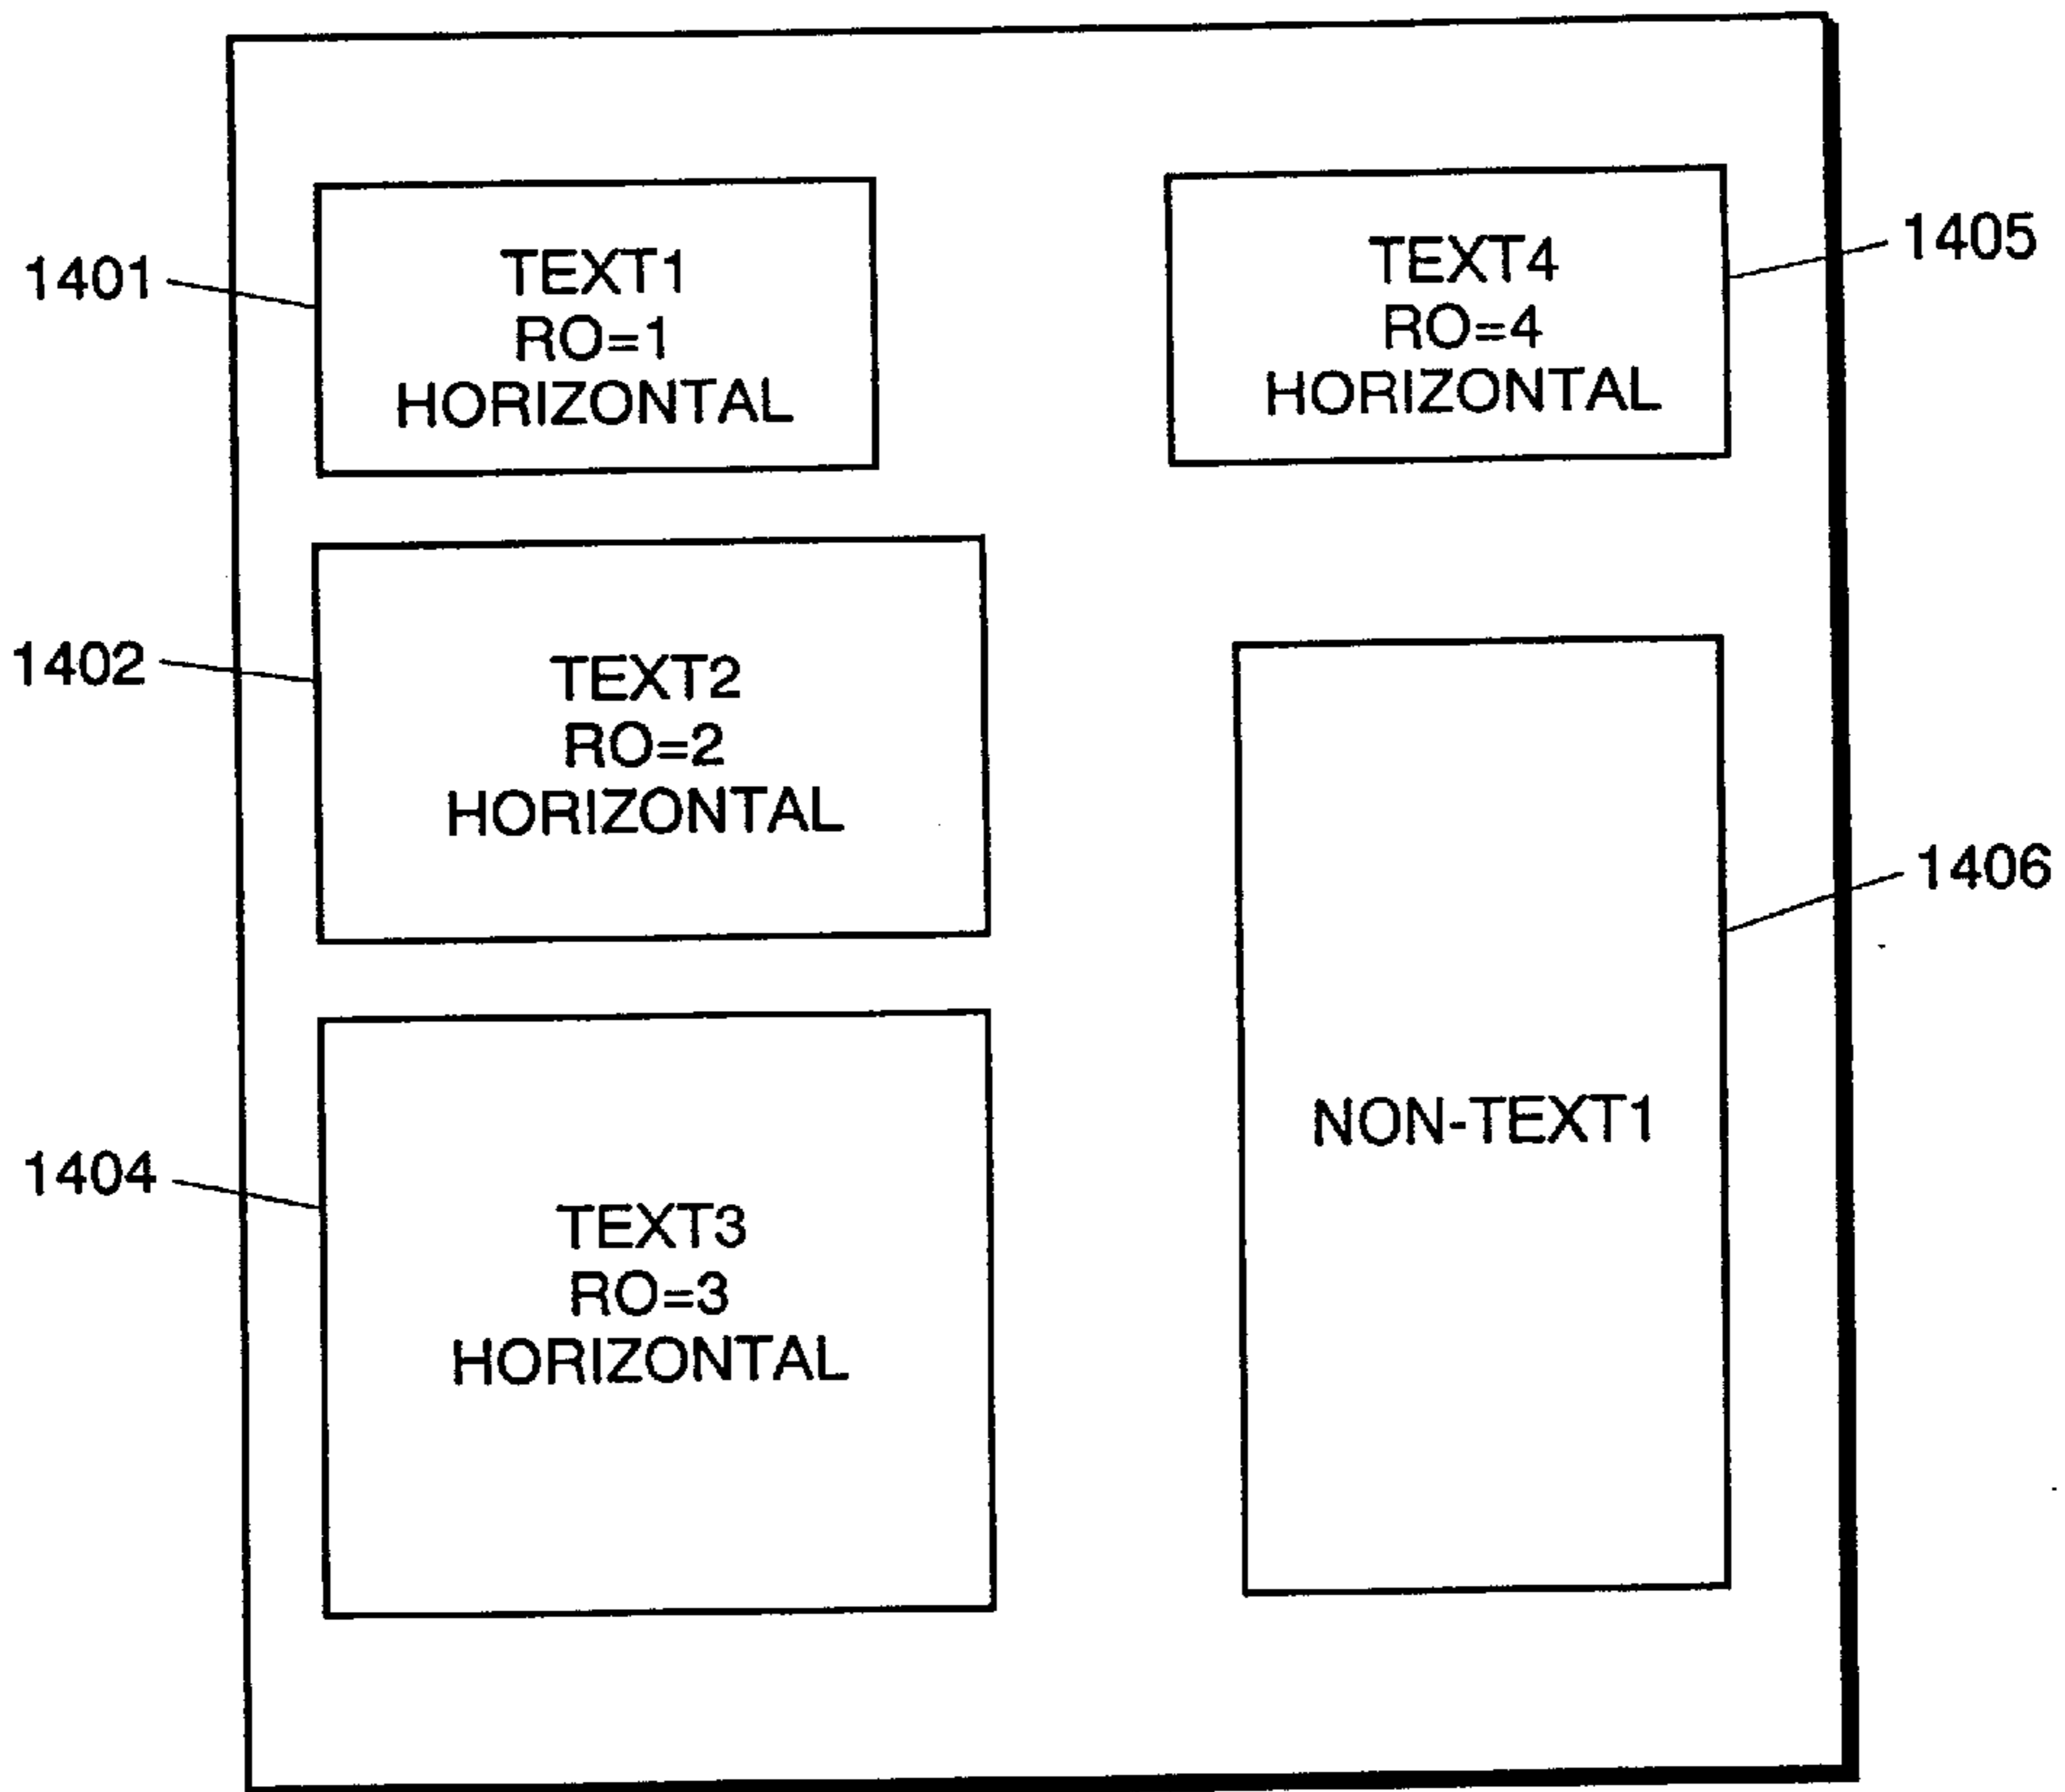 1401
TEXT1
RO=1
HORIZONTAL
1402
TEXT2
RO=2
HORIZONTAL
1404
TEXT3
RO=3
HORIZONTAL
TEXT4
RO=4
HORIZONTAL
1405
NON-TEXT1
1406